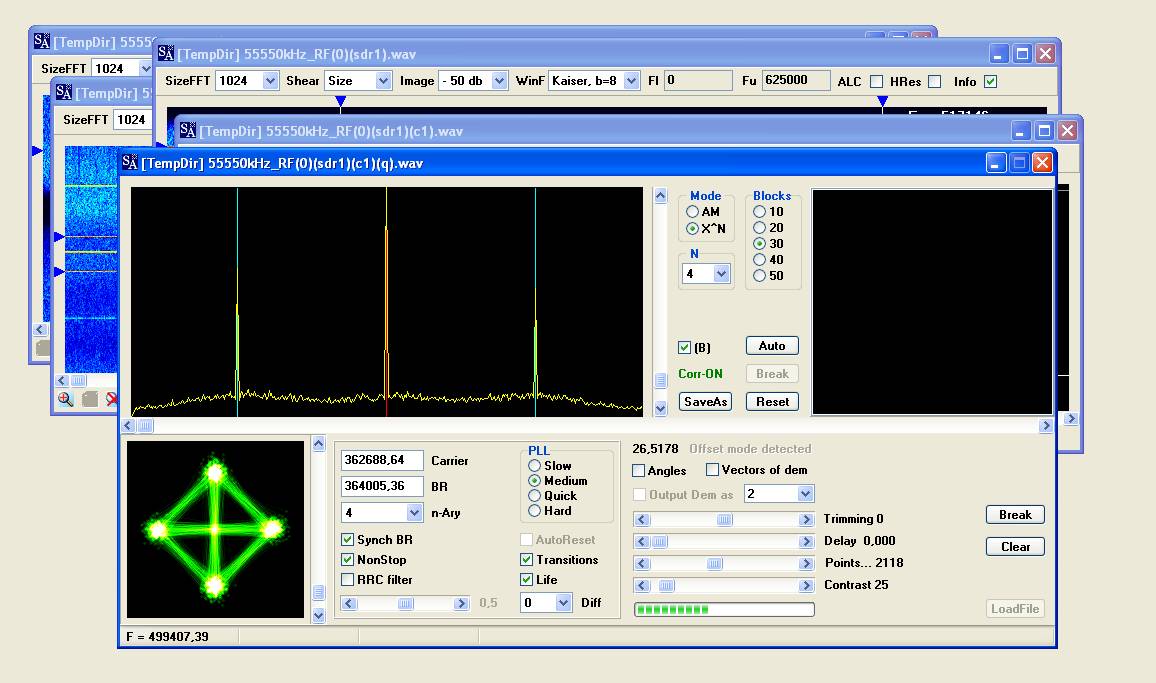 SA [TempDir] 5555
SizeFFT 1024
SA [TempDir] 5
SizeFFT 1024
SA [TempDir] 55550kHz_RF(0)(sdr1).wav
SizeFFT 1024 Shear Size Image - 50 db WinF Kaiser, b=8 Fl 0 Fu 625000 ALC HRes Info
SA [TempDir] 55550kHz_RF(0)(sdr1)(c1).wav
SA [TempDir] 55550kHz_RF(0)(sdr1)(c1)(q).wav
Mode
AM
X^N
N
4
Blocks
10
20
30
40
50
(B)
Auto
Corr-ON
Break
SaveAs
Reset
362688,64 Carrier
364005,36 BR
4 n-Ary
Synch BR
NonStop
RRC filter
0,5
PLL
Slow
Medium
Quick
Hard
AutoReset
Transitions
Life
0 Diff
26,5178 Offset mode detected
Angles Vectors of dem
Output Dem as 2
Trimming 0
Delay 0,000
Points... 2118
Contrast 25
Break
Clear
LoadFile
F = 499407,39